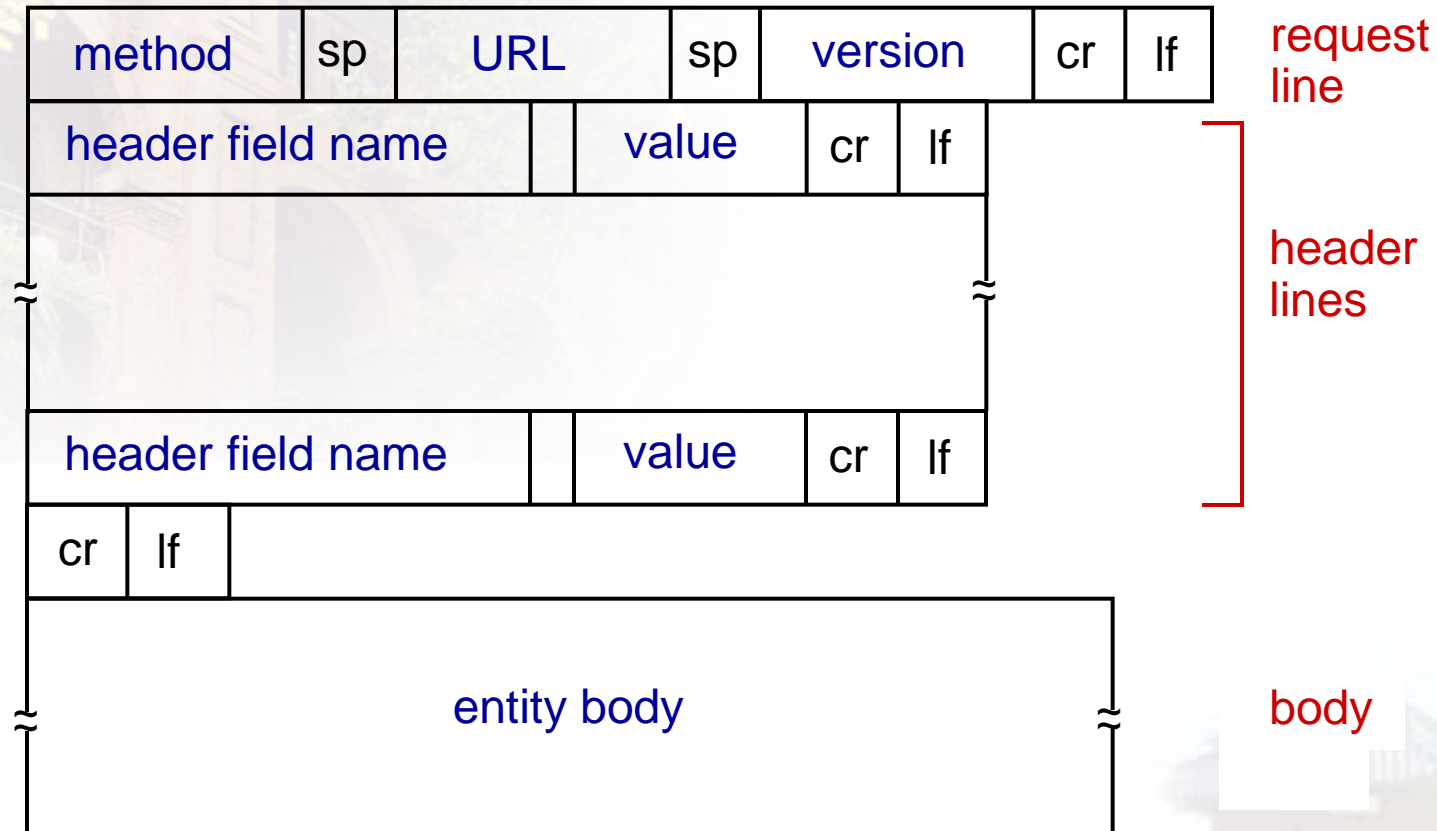 method sp URL sp version cr lf
request
line
header field name value cr lf
header
lines
≈ ≈
header field name value cr lf
cr lf
≈ entity body ≈
body